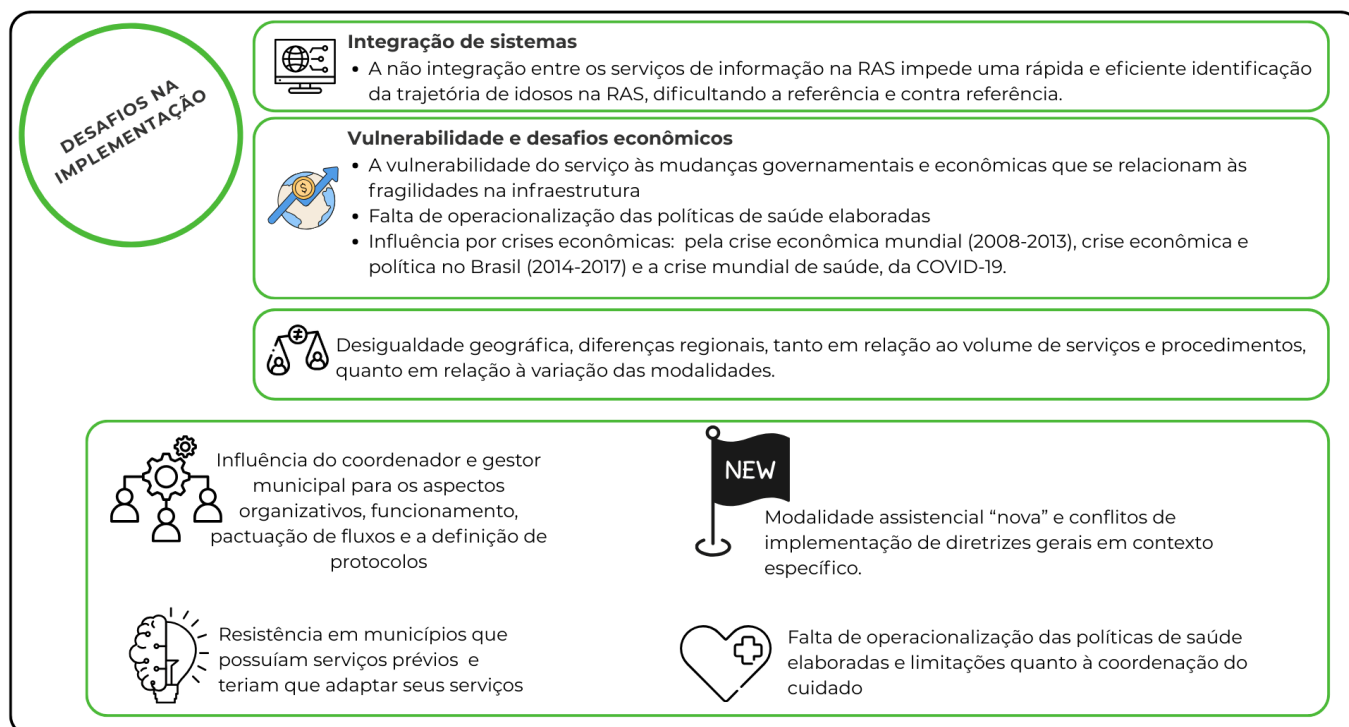 DESAFIOS NA
IMPLEMENTAÇÃO
Integração de sistemas
• A não integração entre os serviços de informação na RAS impede uma rápida e eficiente identificação
da trajetória de idosos na RAS, dificultando a referência e contra referência.
Vulnerabilidade e desafios econômicos
• A vulnerabilidade do serviço às mudanças governamentais e econômicas que se relacionam às
fragilidades na infraestrutura
• Falta de operacionalização das políticas de saúde elaboradas
• Influência por crises econômicas: pela crise econômica mundial (2008-2013), crise econômica e
política no Brasil (2014-2017) e a crise mundial de saúde, da COVID-19.
$
≠
Desigualdade geográfica, diferenças regionais, tanto em relação ao volume de serviços e procedimentos,
quanto em relação à variação das modalidades.
Influência do coordenador e gestor
municipal para os aspectos
organizativos, funcionamento,
pactuação de fluxos e a definição de
protocolos
NEW
Modalidade assistencial “nova” e conflitos de
implementação de diretrizes gerais em contexto
específico.
Resistência em municípios que
possuíam serviços prévios e
teriam que adaptar seus serviços
Falta de operacionalização das políticas de saúde
elaboradas e limitações quanto à coordenação do
cuidado